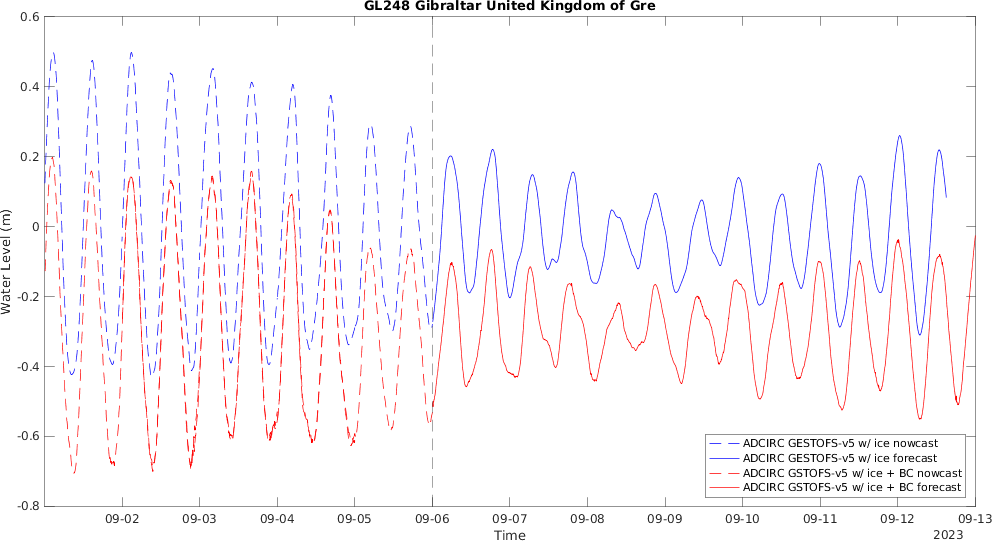 GL248 Gibraltar United Kingdom of Gre
Water Level (m)
0.6
0.4
0.2
0
-0.2
-0.4
-0.6
-0.8
09-02 09-03 09-04 09-05 09-06 09-07 09-08 09-09 09-10 09-11 09-12 09-13
Time
2023
ADCIRC GESTOFS-v5 w/ ice nowcast
ADCIRC GESTOFS-v5 w/ ice forecast
ADCIRC GSTOFS-v5 w/ ice + BC nowcast
ADCIRC GSTOFS-v5 w/ ice + BC forecast